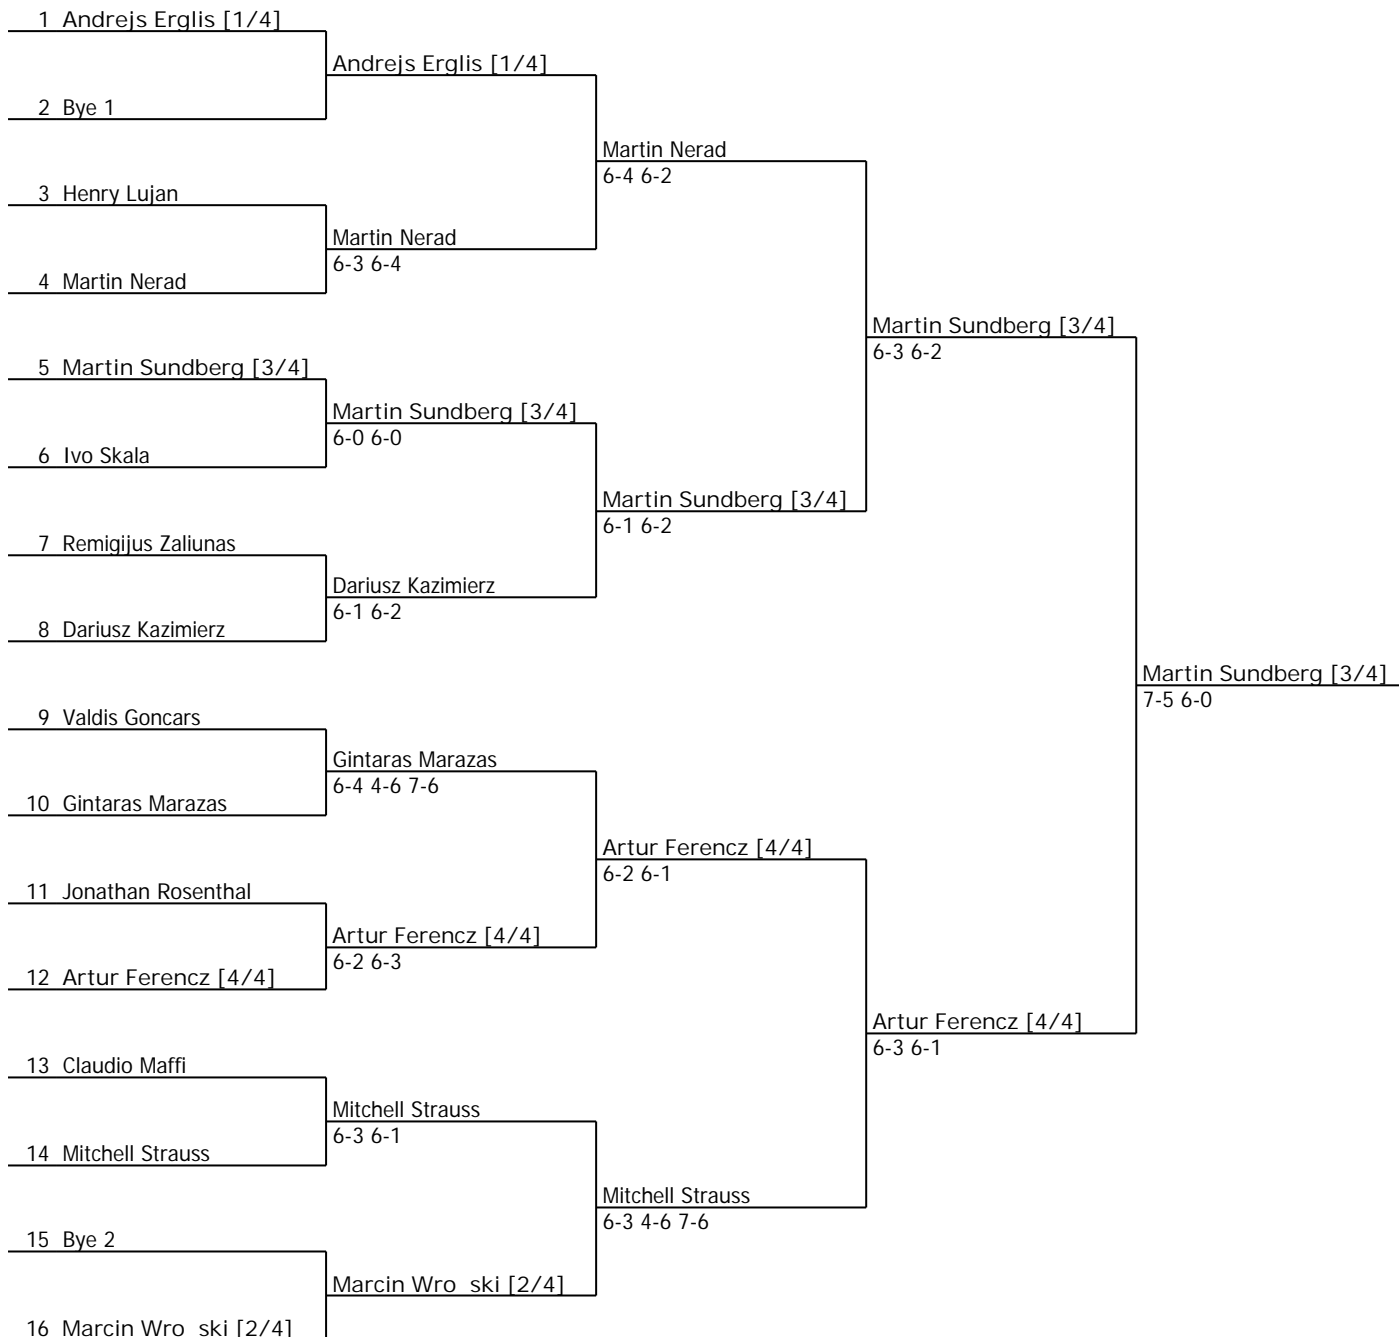 1 Andrejs Erglis [1/4]
Andrejs Erglis [1/4]
2 Bye 1
Martin Nerad
6-4 6-2
3 Henry Lujan
Martin Nerad
6-3 6-4
4 Martin Nerad
Martin Sundberg [3/4]
6-3 6-2
5 Martin Sundberg [3/4]
Martin Sundberg [3/4]
6-0 6-0
6 Ivo Skala
Martin Sundberg [3/4]
6-1 6-2
7 Remigijus Zaliunas
Dariusz Kazimierz
6-1 6-2
8 Dariusz Kazimierz
Martin Sundberg [3/4]
7-5 6-0
9 Valdis Goncars
Gintaras Marazas
6-4 4-6 7-6
10 Gintaras Marazas
Artur Ferencz [4/4]
6-2 6-1
11 Jonathan Rosenthal
Artur Ferencz [4/4]
6-2 6-3
12 Artur Ferencz [4/4]
Artur Ferencz [4/4]
6-3 6-1
13 Claudio Maffi
Mitchell Strauss
6-3 6-1
14 Mitchell Strauss
Mitchell Strauss
6-3 4-6 7-6
15 Bye 2
Marcin Wro ski [2/4]
16 Marcin Wro ski [2/4]